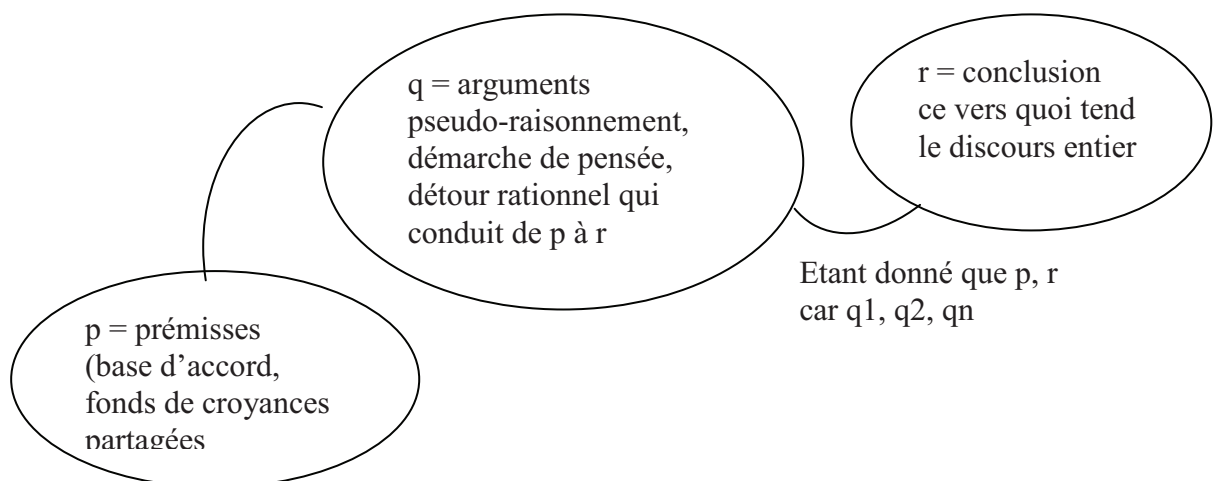 q = arguments
pseudo-raisonnement,
démarche de pensée,
détour rationnel qui
conduit de p à r
r = conclusion
ce vers quoi tend
le discours entier
Etant donné que p, r
car q1, q2, qn
p = prémisses
(base d’accord,
fonds de croyances
partagées